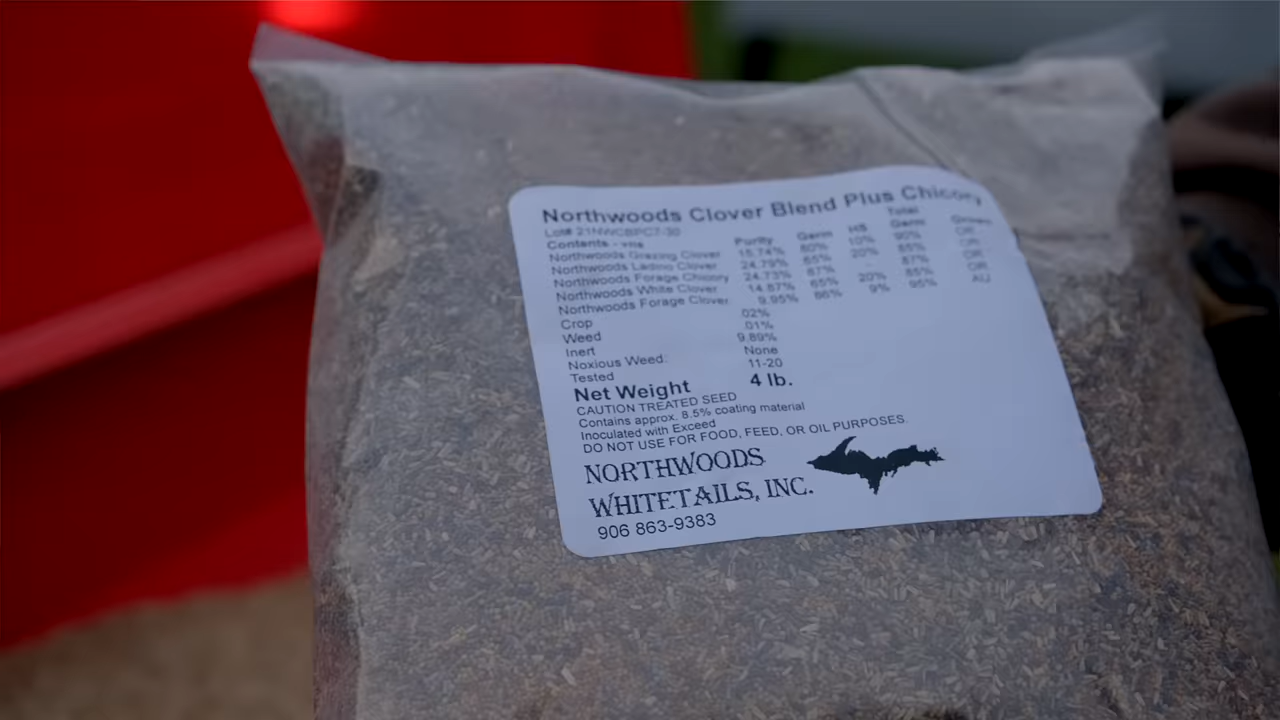 Northwoods Clover Blend Plus Chicory
Lot# 21NWCBPC7-30
Contents - Purity Germ HS Total Germ Grown
Northwoods Grazing Clover 15.74% 80% 10% 90% OR
Northwoods Ladino Clover 24.79% 65% 20% 85% OR
Northwoods Forage Chicory 24.73% 87% 87% OR
Northwoods White Clover 14.87% 65% 20% 85% OR
Northwoods Forage Clover 9.95% 86% 9% 95% AU
Crop .02%
Weed .01%
Inert 9.89%
Noxious Weed: None
Tested 11-20
Net Weight 4 lb.
CAUTION TREATED SEED
Contains approx. 8.5% coating material
Inoculated with Exceed
DO NOT USE FOR FOOD, FEED, OR OIL PURPOSES.
NORTHWOODS
WHITETAILS, INC.
906 863-9383